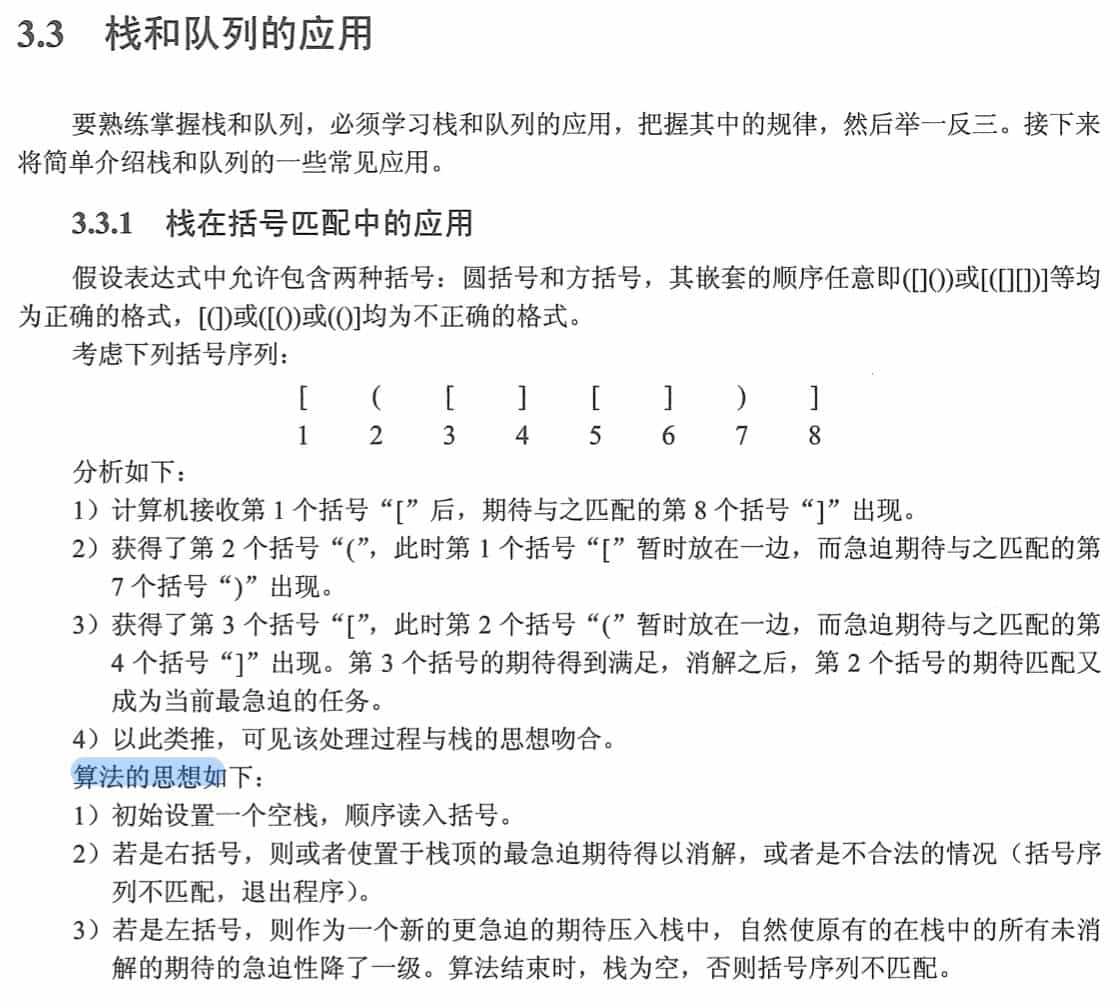 3.3 栈和队列的应用
要熟练掌握栈和队列，必须学习栈和队列的应用，把握其中的规律，然后举一反三。接下来
将简单介绍栈和队列的一些常见应用。
3.3.1 栈在括号匹配中的应用
假设表达式中允许包含两种括号：圆括号和方括号，其嵌套的顺序任意即([]())或[([][])]等均
为正确的格式，[(])或([())或(()]均为不正确的格式。
考虑下列括号序列：
[ ( [ ] [ ] ) ]
1 2 3 4 5 6 7 8
分析如下：
1）计算机接收第 1 个括号“[”后，期待与之匹配的第 8 个括号“]”出现。
2）获得了第 2 个括号“(”，此时第 1 个括号“[”暂时放在一边，而急迫期待与之匹配的第
7 个括号“)”出现。
3）获得了第 3 个括号“[”，此时第 2 个括号“(”暂时放在一边，而急迫期待与之匹配的第
4 个括号“]”出现。第 3 个括号的期待得到满足，消解之后，第 2 个括号的期待匹配又
成为当前最急迫的任务。
4）以此类推，可见该处理过程与栈的思想吻合。
算法的思想如下：
1）初始设置一个空栈，顺序读入括号。
2）若是右括号，则或者使置于栈顶的最急迫期待得以消解，或者是不合法的情况（括号序
列不匹配，退出程序）。
3）若是左括号，则作为一个新的更急迫的期待压入栈中，自然使原有的在栈中的所有未消
解的期待的急迫性降了一级。算法结束时，栈为空，否则括号序列不匹配。